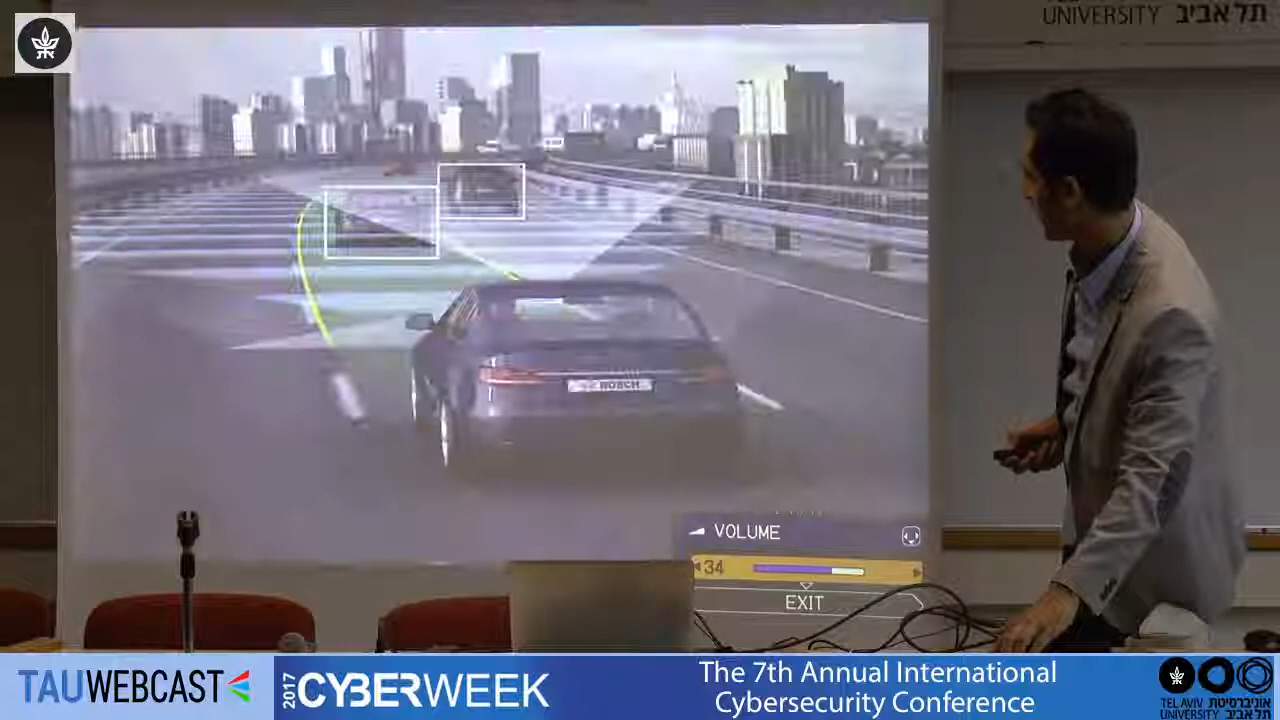 UNIVERSITY תל אביב
BOSCH
VOLUME
34
EXIT
TAUWEBCAST
2017 CYBERWEEK
The 7th Annual International
Cybersecurity Conference
TEL AVIV אוניברסיטת
UNIVERSITY תל אביב